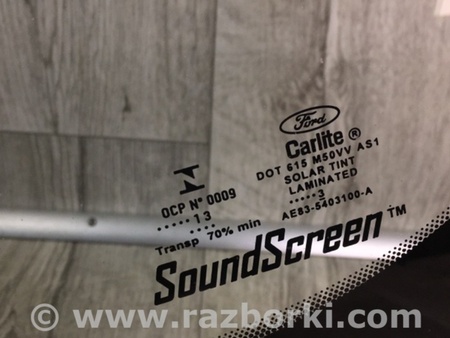 Ford
Carlite®
DOT 615 M50VV AS1
SOLAR TINT
LAMINATED
.....3
AE83-5403100-A
OCP N° 0009
.....13
....
Transp 70% min
SoundScreen™
© www.razborki.com